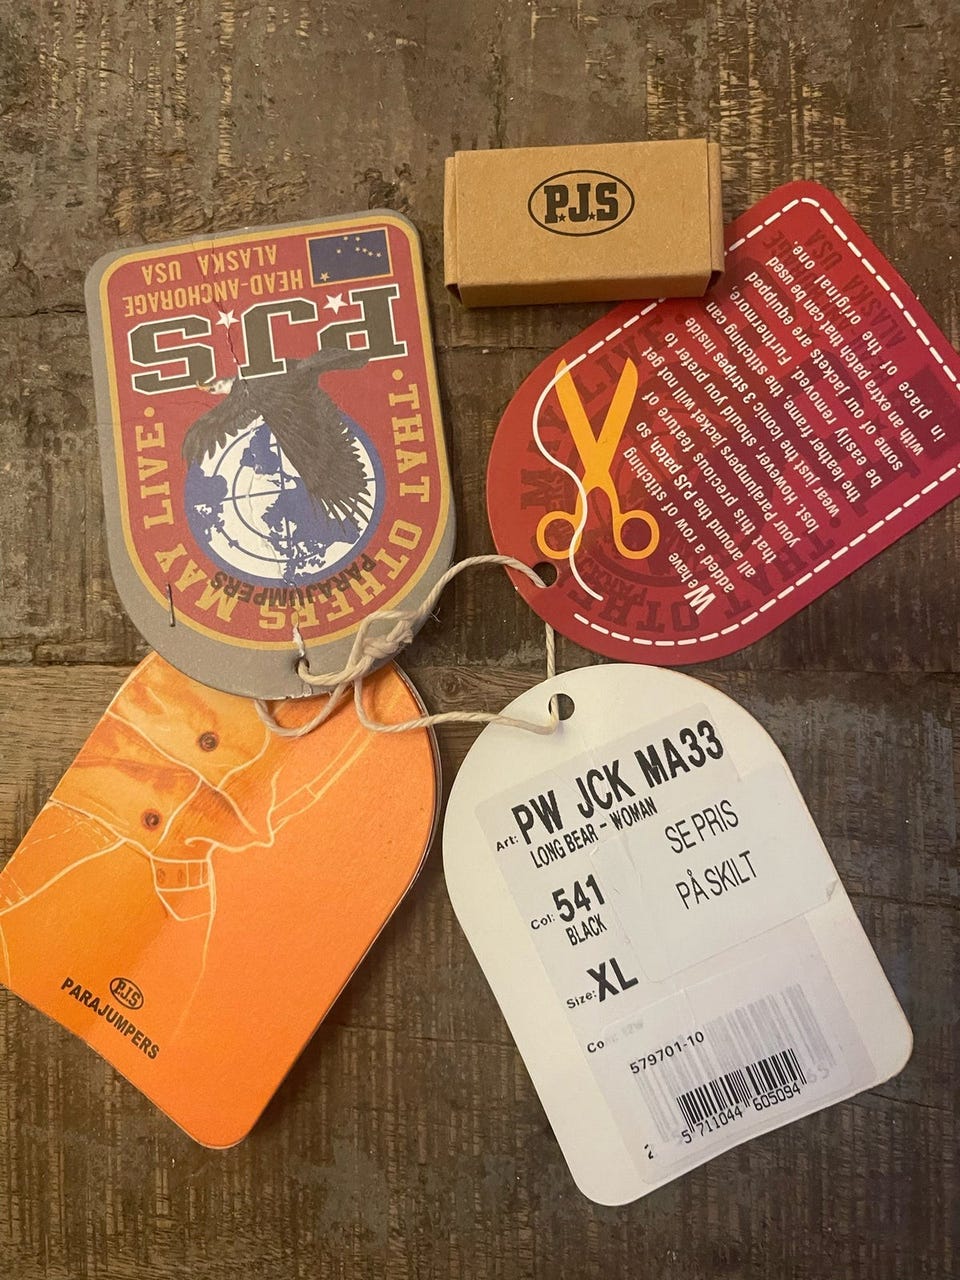 P.J.S
·THAT OTHERS MAY LIVE·
PARAJUMPERS
PJS
HEAD-ANCHORAGE
ALASKA USA
We have
added a row of stitching
all around the PJS patch, so
that this precious feature of
your Parajumpers jacket will not get
lost. However, should you prefer to
wear just the iconic 3 stripes inside
the leather frame, the stitching can
be easily removed. Furthermore,
some of our jackets are equipped
with an extra patch that can be used
in place of the original one.
P.J.S
PARAJUMPERS
Art: PW JCK MA33
LONG BEAR - WOMAN
SE PRIS
PÅ SKILT
Col: 541
BLACK
Size: XL
Co
579701-10
5 711044 605094